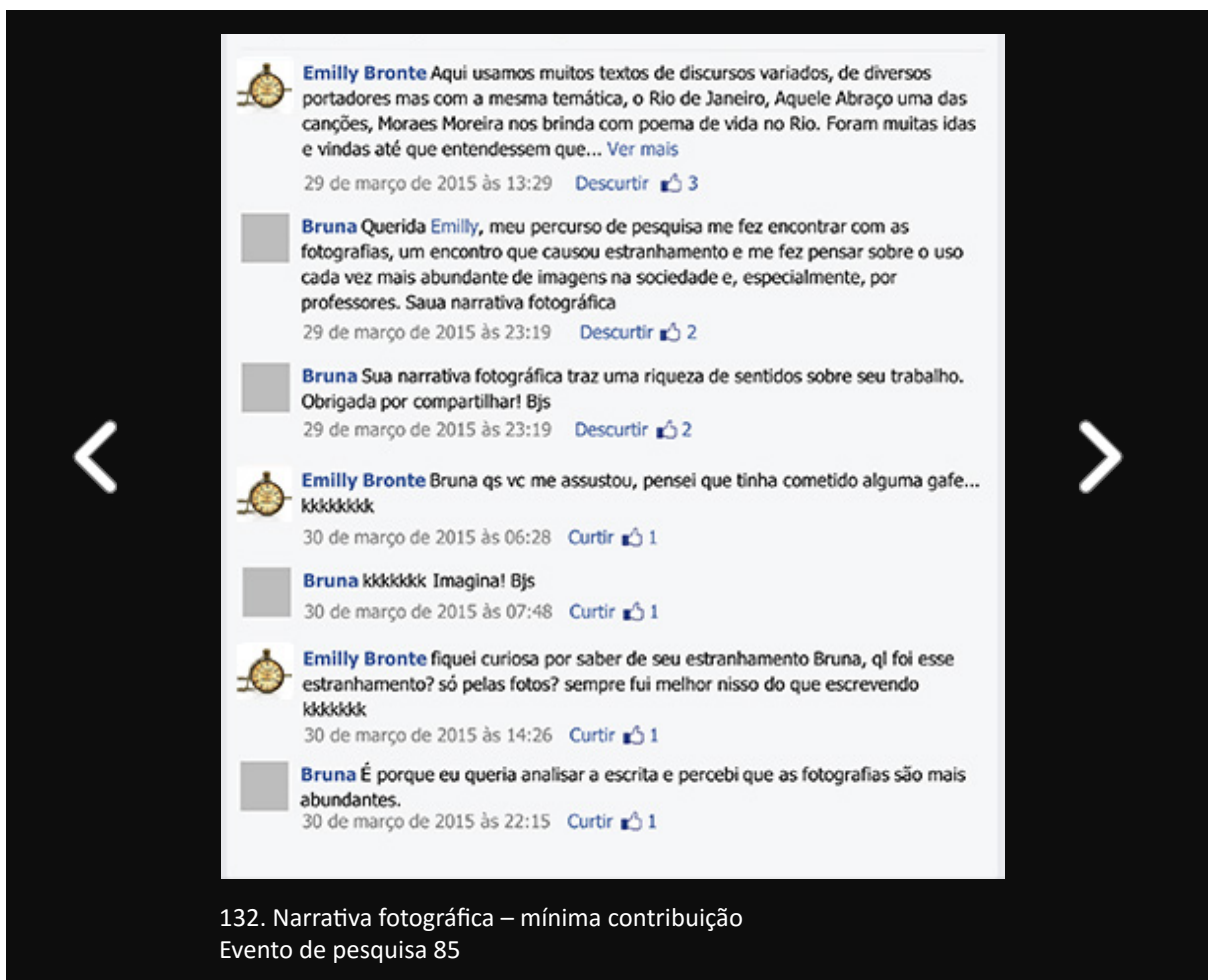 Emilly Bronte Aqui usamos muitos textos de discursos variados, de diversos
portadores mas com a mesma temática, o Rio de Janeiro, Aquele Abraço uma das
canções, Moraes Moreira nos brinda com poema de vida no Rio. Foram muitas idas
e vindas até que entendessem que... Ver mais
29 de março de 2015 às 13:29 Descurtir 3
Bruna Querida Emilly, meu percurso de pesquisa me fez encontrar com as
fotografias, um encontro que causou estranhamento e me fez pensar sobre o uso
cada vez mais abundante de imagens na sociedade e, especialmente, por
professores. Saua narrativa fotográfica
29 de março de 2015 às 23:19 Descurtir 2
Bruna Sua narrativa fotográfica traz uma riqueza de sentidos sobre seu trabalho.
Obrigada por compartilhar! Bjs
29 de março de 2015 às 23:19 Descurtir 2
Emilly Bronte Bruna qs vc me assustou, pensei que tinha cometido alguma gafe...
kkkkkkkk
30 de março de 2015 às 06:28 Curtir 1
Bruna kkkkkkk Imagina! Bjs
30 de março de 2015 às 07:48 Curtir 1
Emilly Bronte fiquei curiosa por saber de seu estranhamento Bruna, ql foi esse
estranhamento? só pelas fotos? sempre fui melhor nisso do que escrevendo
kkkkkkk
30 de março de 2015 às 14:26 Curtir 1
Bruna É porque eu queria analisar a escrita e percebi que as fotografias são mais
abundantes.
30 de março de 2015 às 22:15 Curtir 1
132. Narrativa fotográfica – mínima contribuição
Evento de pesquisa 85